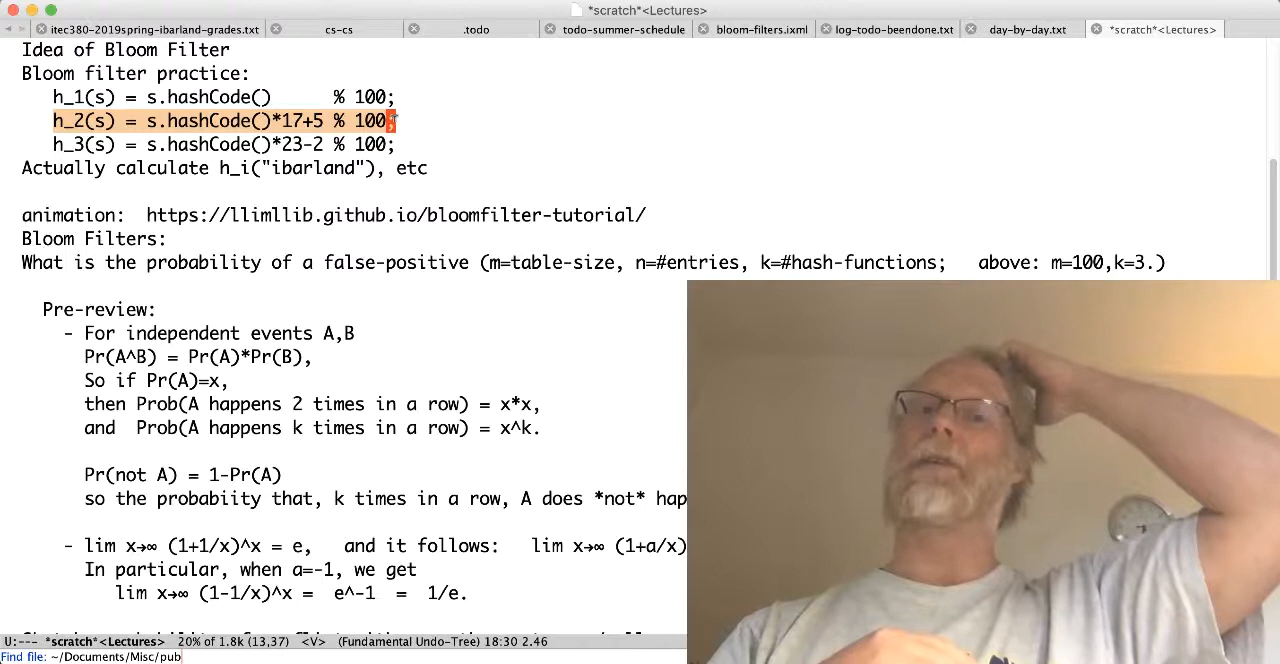 *scratch*<Lectures>
itec380-2019spring-ibarland-grades.txt cs-cs .todo todo-summer-schedule bloom-filters.ixml log-todo-beendone.txt day-by-day.txt *scratch*<Lectures>
Idea of Bloom Filter
Bloom filter practice:
h_1(s) = s.hashCode() % 100;
h_2(s) = s.hashCode()*17+5 % 100;
h_3(s) = s.hashCode()*23-2 % 100;
Actually calculate h_i("ibarland"), etc
animation: https://llimllib.github.io/bloomfilter-tutorial/
Bloom Filters:
What is the probability of a false-positive (m=table-size, n=#entries, k=#hash-functions; above: m=100,k=3.)
Pre-review:
- For independent events A,B
Pr(A^B) = Pr(A)*Pr(B),
So if Pr(A)=x,
then Prob(A happens 2 times in a row) = x*x,
and Prob(A happens k times in a row) = x^k.
Pr(not A) = 1-Pr(A)
so the probabiity that, k times in a row, A does *not* hap
- lim x→∞ (1+1/x)^x = e, and it follows: lim x→∞ (1+a/x)
In particular, when a=-1, we get
lim x→∞ (1-1/x)^x = e^-1 = 1/e.
U:--- *scratch*<Lectures> 20% of 1.8k (13,37) <V> (Fundamental Undo-Tree) 18:30 2.46
Find file: ~/Documents/Misc/pub